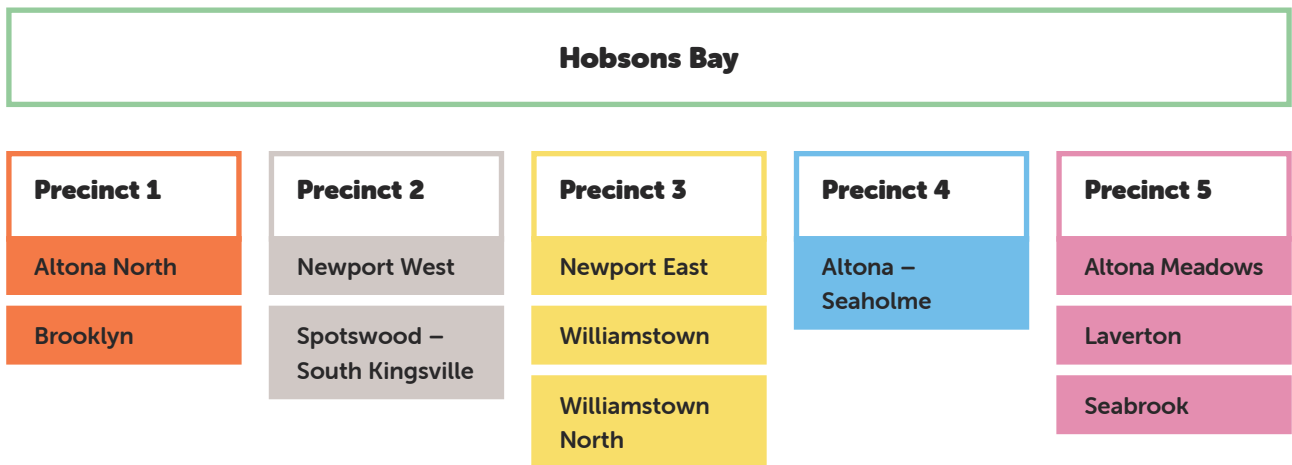 Hobsons Bay
Precinct 1
Altona North
Brooklyn
Precinct 2
Newport West
Spotswood –
South Kingsville
Precinct 3
Newport East
Williamstown
Williamstown
North
Precinct 4
Altona –
Seaholme
Precinct 5
Altona Meadows
Laverton
Seabrook